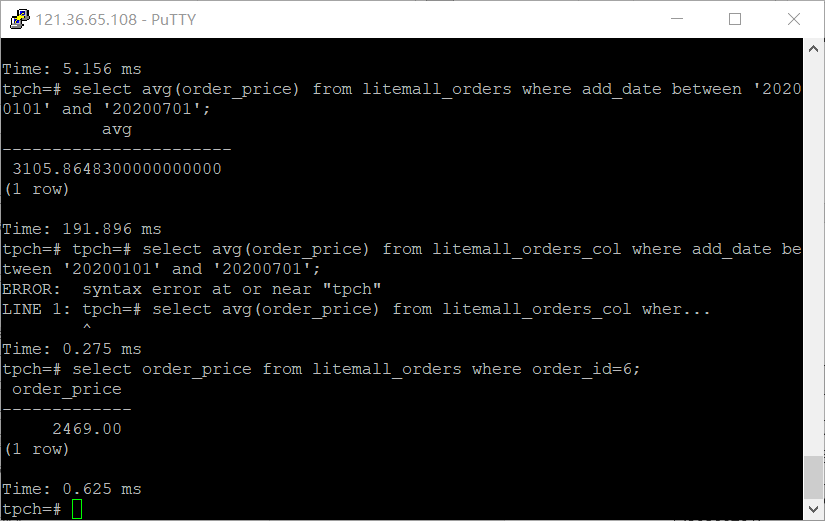 121.36.65.108 - PuTTY
Time: 5.156 ms
tpch=# select avg(order_price) from litemall_orders where add_date between '2020
0101' and '20200701';
          avg
-----------------------
 3105.8648300000000000
(1 row)
Time: 191.896 ms
tpch=# tpch=# select avg(order_price) from litemall_orders_col where add_date be
tween '20200101' and '20200701';
ERROR:  syntax error at or near "tpch"
LINE 1: tpch=# select avg(order_price) from litemall_orders_col wher...
        ^
Time: 0.275 ms
tpch=# select order_price from litemall_orders where order_id=6;
 order_price
-------------
     2469.00
(1 row)
Time: 0.625 ms
tpch=#